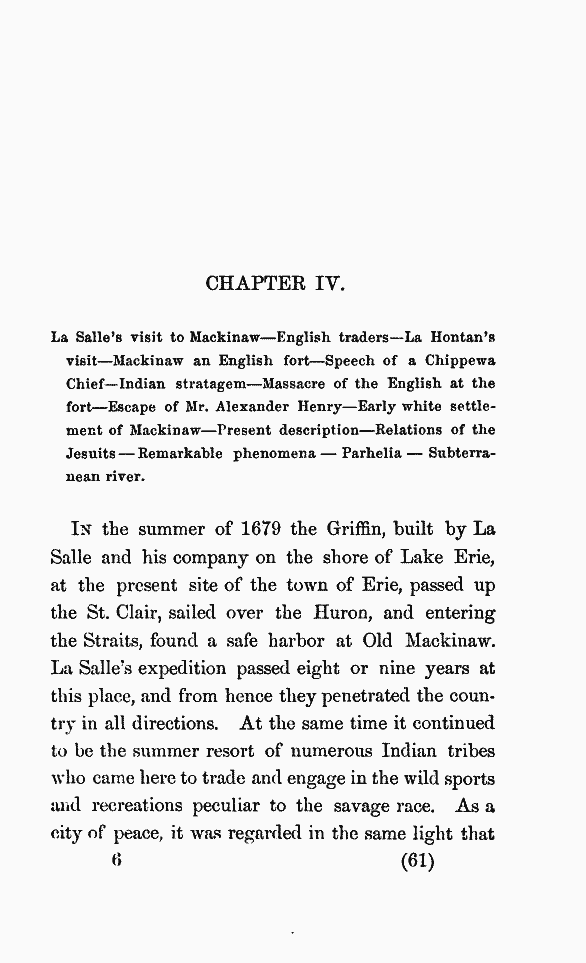 CHAPTER IV.
La Salle's visit to Mackinaw—English traders—La Hontan's
visit—Mackinaw an English fort—Speech of a Chippewa
Chief—Indian stratagem—Massacre of the English at the
fort—Escape of Mr. Alexander Henry—Early white settle-
ment of Mackinaw—Present description—Relations of the
Jesuits — Remarkable phenomena — Parhelia — Subterra-
nean river.
In the summer of 1679 the Griffin, built by La
Salle and his company on the shore of Lake Erie,
at the present site of the town of Erie, passed up
the St. Clair, sailed over the Huron, and entering
the Straits, found a safe harbor at Old Mackinaw.
La Salle's expedition passed eight or nine years at
this place, and from hence they penetrated the coun-
try in all directions. At the same time it continued
to be the summer resort of numerous Indian tribes
who came here to trade and engage in the wild sports
and recreations peculiar to the savage race. As a
city of peace, it was regarded in the same light that
6 (61)